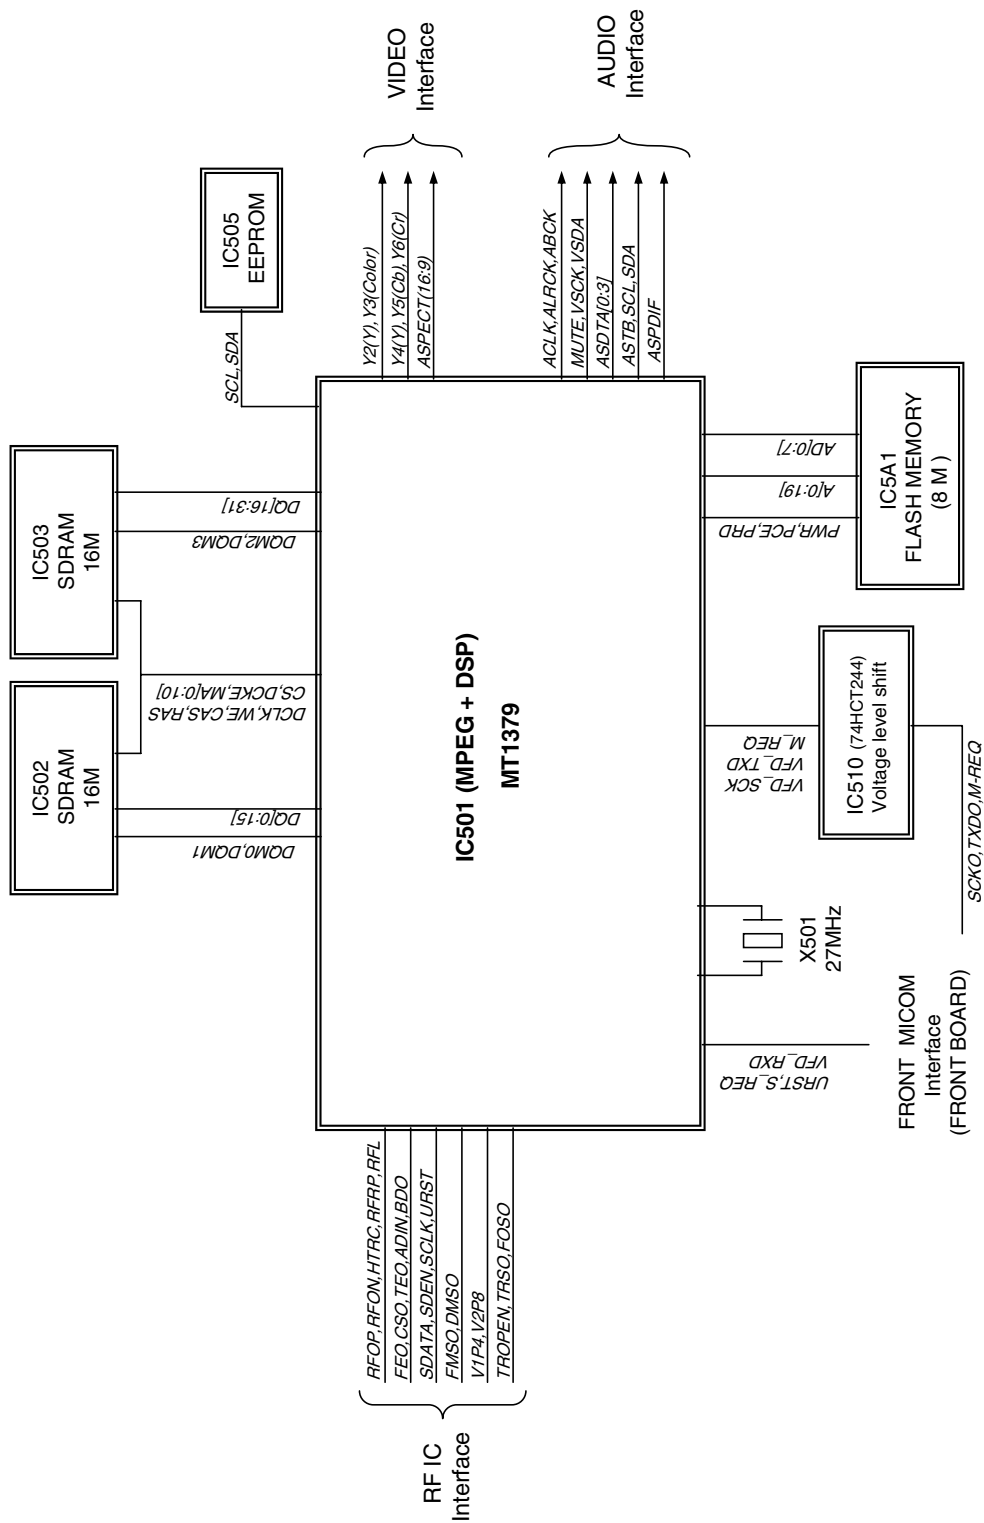 IC502
SDRAM
16M
IC503
SDRAM
16M
IC505
EEPROM
DQM0,DQM1
DQ[0:15]
DCLK,WE,CAS,RAS
CS,DCKE,MA[0:10]
DQM2,DQM3
DQ[16:31]
SCL,SDA
RF IC
Interface
RFOP,RFON,HTRC,RFRP,RFL
FEO,CSO,TEO,ADIN,BDO
SDATA,SDEN,SCLK,URST
FMSO,DMSO
V1P4,V2P8
TROPEN,TRSO,FOSO
IC501 (MPEG + DSP)
MT1379
Y2(Y),Y3(Color)
Y4(Y),Y5(Cb),Y6(Cr)
ASPECT(16:9)
VIDEO
Interface
ACLK,ALRCK,ABCK
MUTE,VSCK,VSDA
ASDTA[0:3]
ASTB,SCL,SDA
ASPDIF
AUDIO
Interface
URST,S_REQ
VFD_RXD
X501
27MHz
VFD_SCK
VFD_TXD
M_REQ
PWR,PCE,PRD
A[0:19]
AD[0:7]
IC510 (74HCT244)
Voltage level shift
IC5A1
FLASH MEMORY
(8 M )
FRONT MICOM
Interface
(FRONT BOARD)
SCKO,TXDO,M-REQ